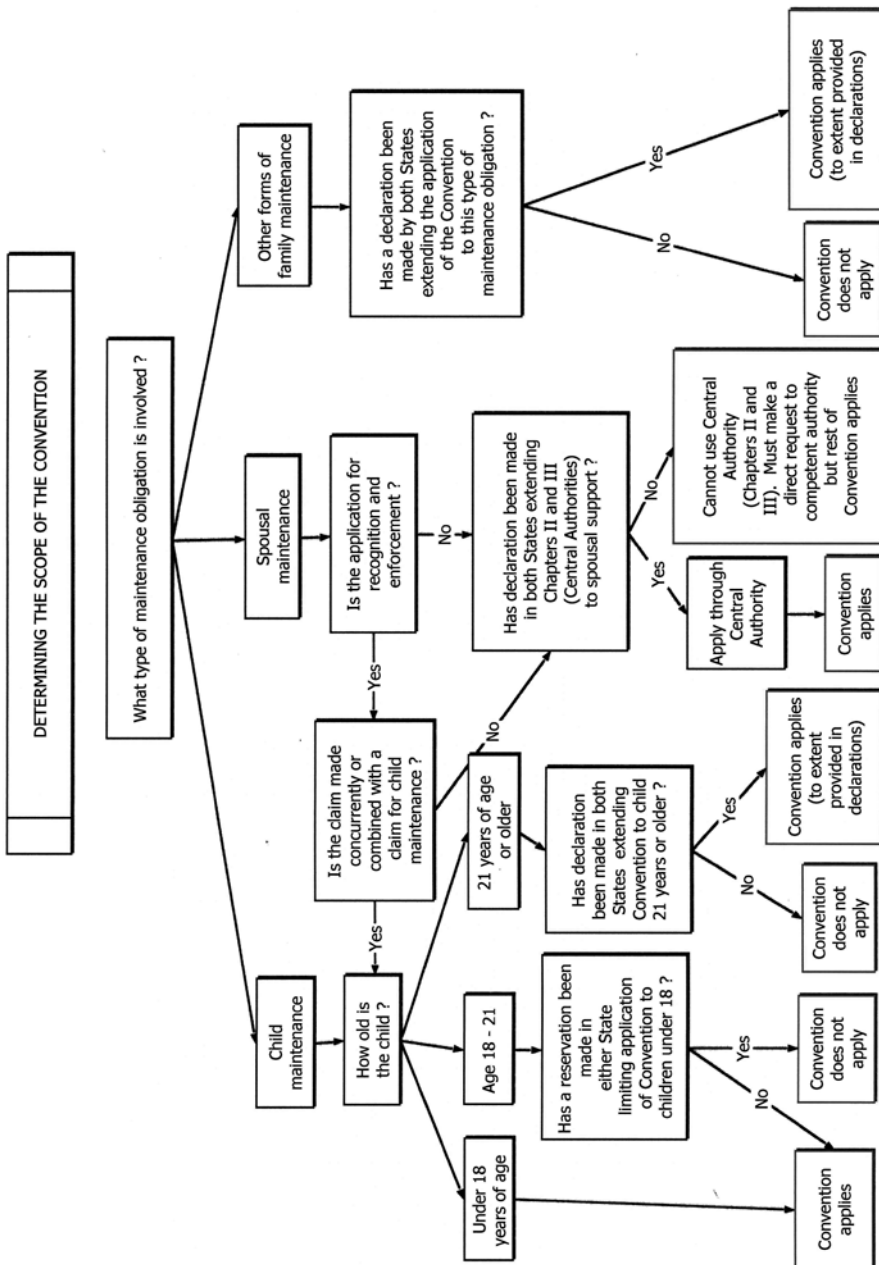 DETERMINING THE SCOPE OF THE CONVENTION
What type of maintenance obligation is involved ?
Child
maintenance
Spousal
maintenance
Other forms of
family maintenance
How old is
the child ?
Yes
Is the claim made
concurrently or
combined with a
claim for child
maintenance ?
Yes
Is the application for
recognition and
enforcement ?
Has a declaration been
made by both States
extending the application
of the Convention
to this type of
maintenance obligation ?
No
No
Under 18
years of age
Age 18 - 21
21 years of age
or older
Has a reservation been
made in
either State
limiting application
of Convention to
children under 18 ?
Has declaration
been made in both
States extending
Convention to child
21 years or older ?
Has declaration been made
in both States extending
Chapters II and III
(Central Authorities)
to spousal support ?
No
Yes
No
Yes
Yes
No
No
Yes
Apply through
Central
Authority
Cannot use Central
Authority
(Chapters II and
III). Must make a
direct request to
competent authority
but rest of
Convention applies
Convention
applies
Convention
does not
apply
Convention
does not
apply
Convention applies
(to extent
provided in
declarations)
Convention
applies
Convention
does not
apply
Convention applies
(to extent provided
in declarations)